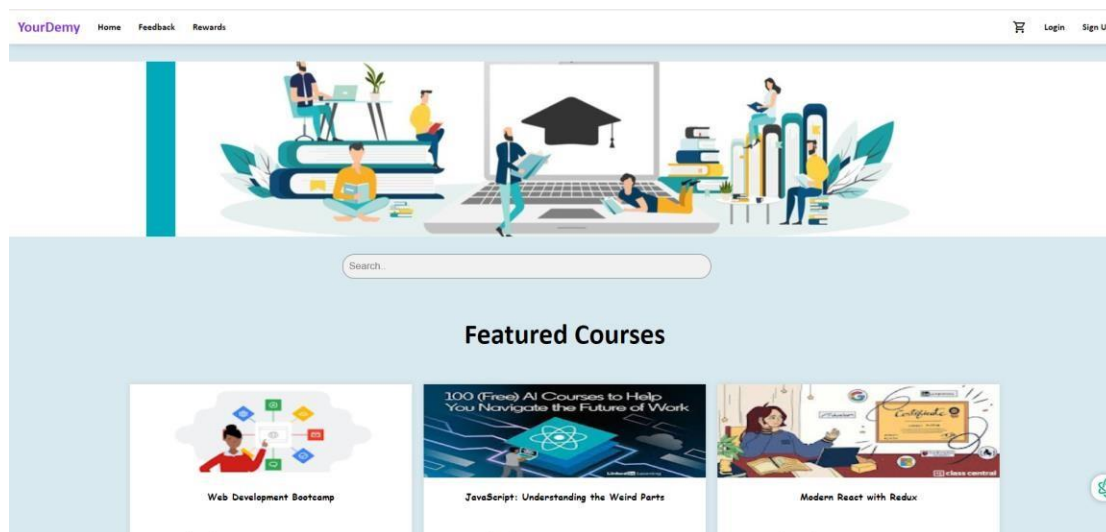 YourDemy Home Feedback Rewards Login Sign U
Search..
Featured Courses
100 (Free) AI Courses to Help
You Navigate the Future of Work
Certificate
class central
Web Development Bootcamp
JavaScript: Understanding the Weird Parts
Modern React with Redux